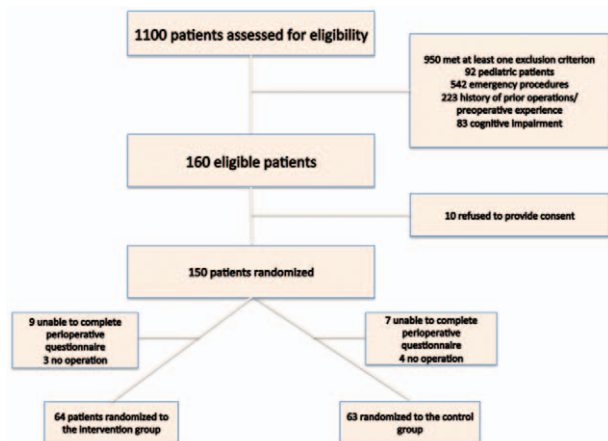 1100 patients assessed for eligibility
950 met at least one exclusion criterion
92 pediatric patients
542 emergency procedures
223 history of prior operations/
preoperative experience
83 cognitive impairment
160 eligible patients
10 refused to provide consent
150 patients randomized
9 unable to complete
perioperative
questionnaire
3 no operation
7 unable to complete
perioperative
questionnaire
4 no operation
64 patients randomized to
the intervention group
63 randomized to the control
group